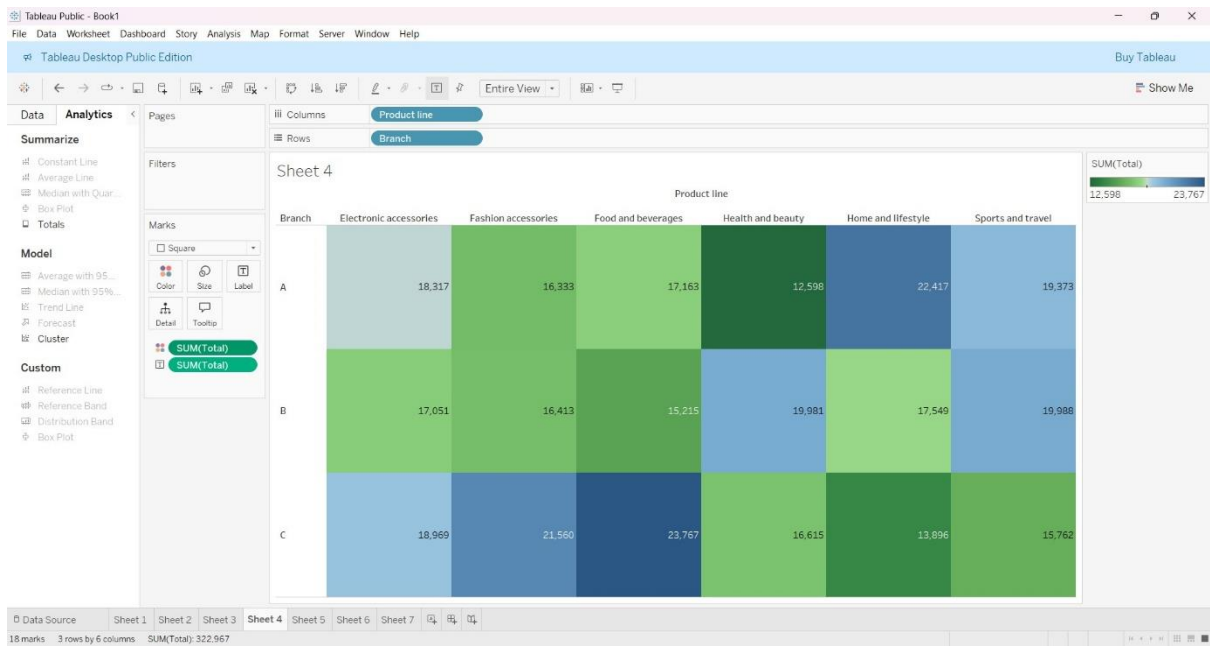 Tableau Public - Book1
File Data Worksheet Dashboard Story Analysis Map Format Server Window Help
Tableau Desktop Public Edition
Buy Tableau
Entire View
Show Me
Data Analytics
Pages
Columns
Product line
Rows
Branch
Summarize
Constant Line
Average Line
Median with Quar...
Box Plot
Totals
Model
Average with 95...
Median with 95%...
Trend Line
Forecast
Cluster
Custom
Reference Line
Reference Band
Distribution Band
Box Plot
Filters
Marks
Square
Color Size Label
Detail Tooltip
SUM(Total)
SUM(Total)
Sheet 4
Product line
Branch Electronic accessories Fashion accessories Food and beverages Health and beauty Home and lifestyle Sports and travel
A 18,317 16,333 17,163 12,598 22,417 19,373
B 17,051 16,413 15,215 19,981 17,549 19,988
C 18,969 21,560 23,767 16,615 13,896 15,762
SUM(Total)
12,598 23,767
Data Source Sheet 1 Sheet 2 Sheet 3 Sheet 4 Sheet 5 Sheet 6 Sheet 7
18 marks 3 rows by 6 columns SUM(Total): 322,967